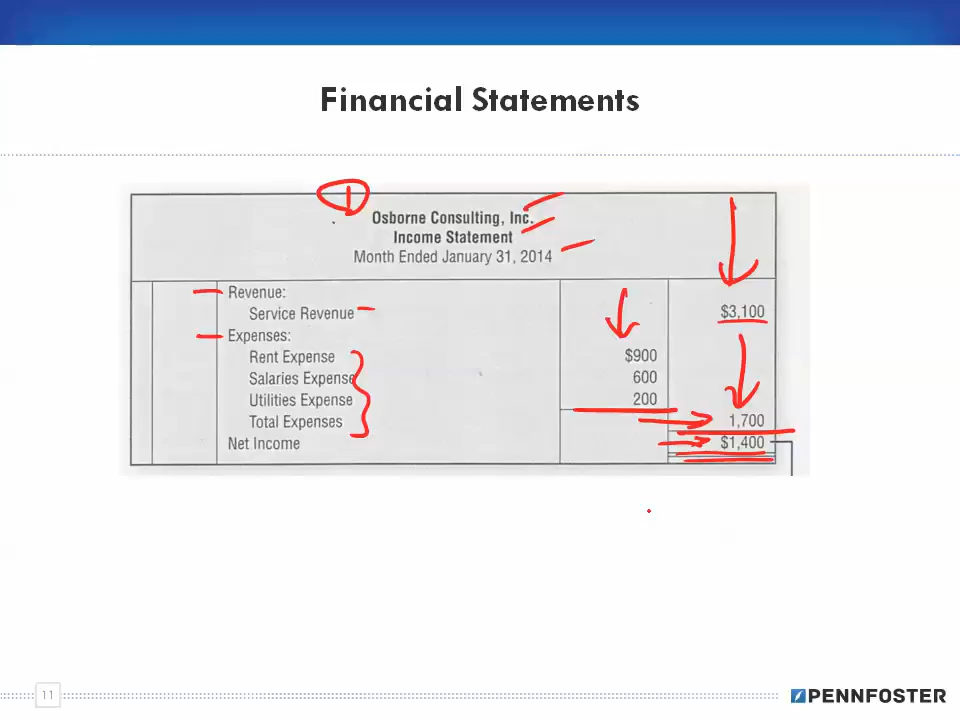 Financial Statements
1
Osborne Consulting, Inc.
Income Statement
Month Ended January 31, 2014
Revenue:
Service Revenue $3,100
Expenses:
Rent Expense $900
Salaries Expense 600
Utilities Expense 200
Total Expenses 1,700
Net Income $1,400
11
PENNFOSTER